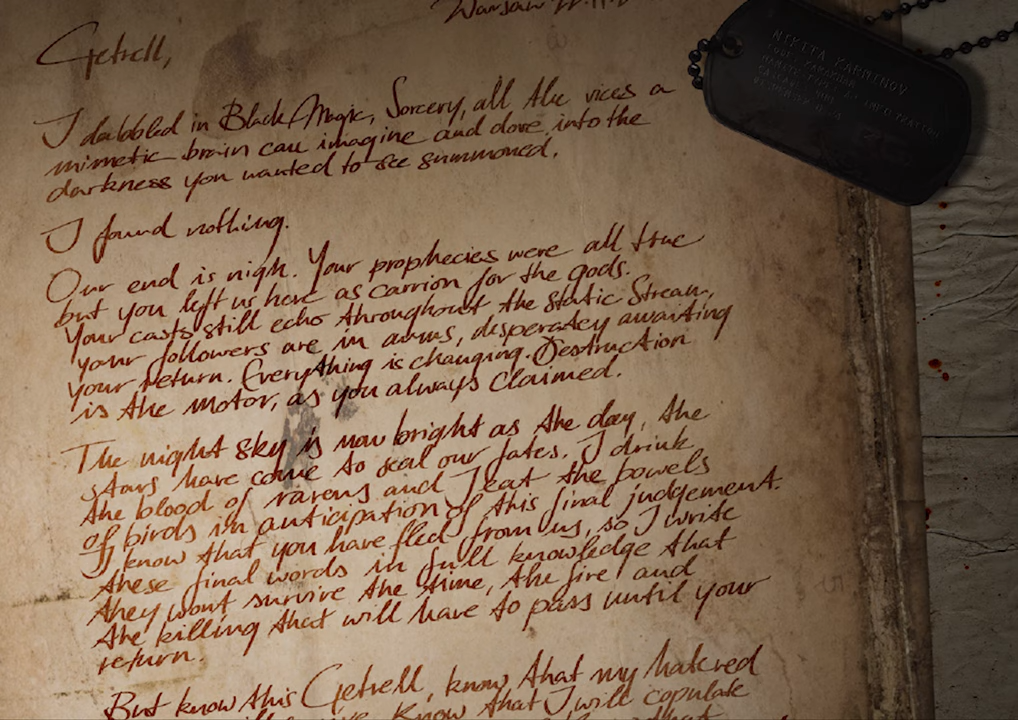 Warsaw
Getrell,
NIKITA KAMINOV
I dabbled in Black Magic, Sorcery, all the vices a
mimetic brain can imagine and dove into the
darkness you wanted to see summoned.
I found nothing.
Our end is nigh. Your prophecies were all true
but you left us here as carrion for the gods.
Your casts still echo throughout the Static Stream,
your followers are in arms, desperatley awaiting
your return. Everything is changing. Destruction
is the motor, as you always claimed.
The night sky is now bright as the day, the
stars have come to seal our fates. I drink
the blood of ravens and I eat the bowels
of birds in anticipation of this final judgement.
I know that you have fled from us, so I write
these final words in full knowledge that
they wont survive the time, the fire and
the killing that will have to pass until your
return.
But know this Getrell, know that my hatred
Know that I will copulate
that